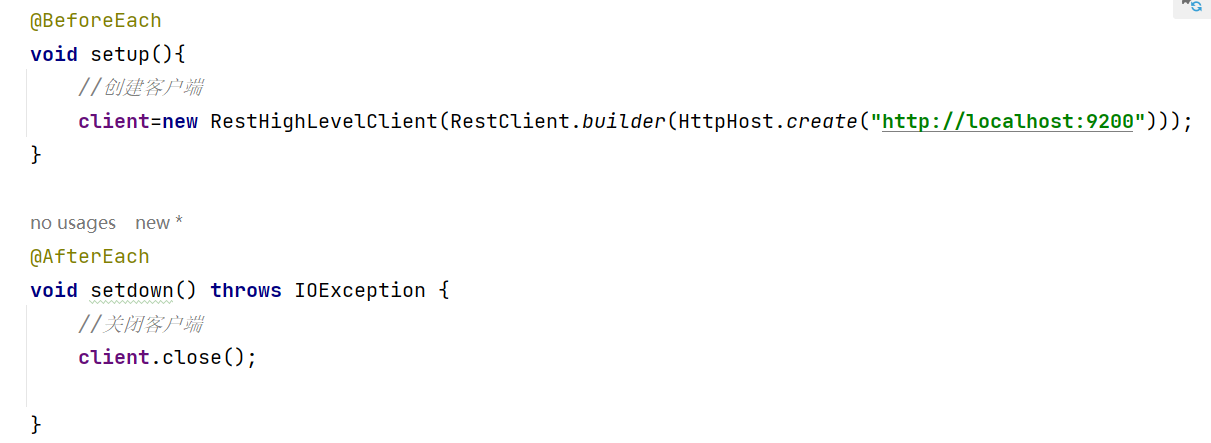 @BeforeEach
void setup(){
//创建客户端
client=new RestHighLevelClient(RestClient.builder(HttpHost.create("http://localhost:9200")));
}
no usages new *
@AfterEach
void setdown() throws IOException {
//关闭客户端
client.close();
}